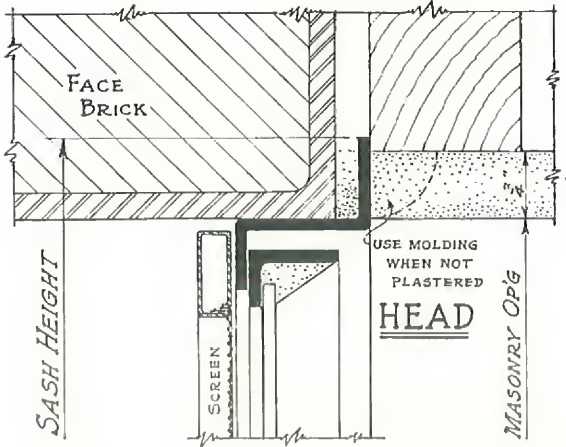 FACE
BRICK
SASH HEIGHT
SCREEN
USE MOLDING
WHEN NOT
PLASTERED
HEAD
MASONRY OP'G